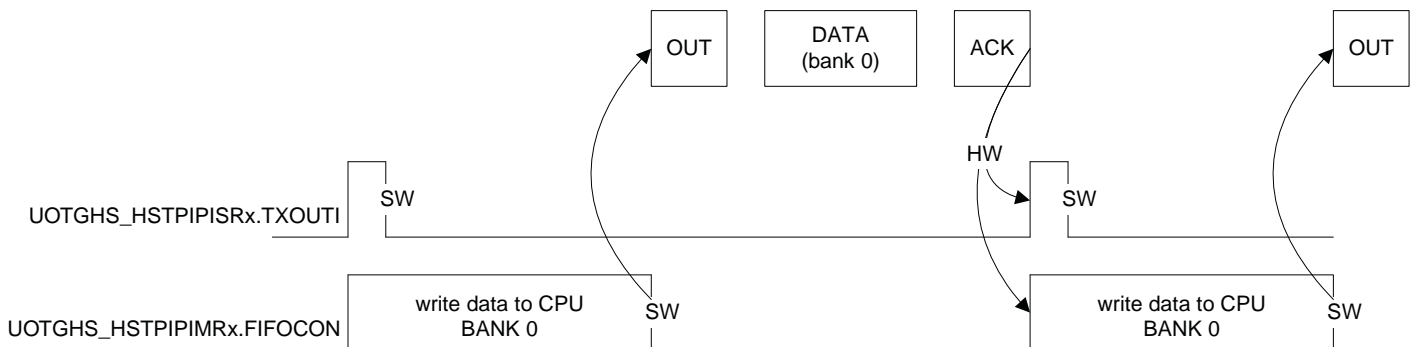 OUT
DATA
(bank 0)
ACK
OUT
HW
SW
SW
UOTGHS_HSTPIPISRx.TXOUTI
write data to CPU
BANK 0
SW
write data to CPU
BANK 0
SW
UOTGHS_HSTPIPIMRx.FIFOCON